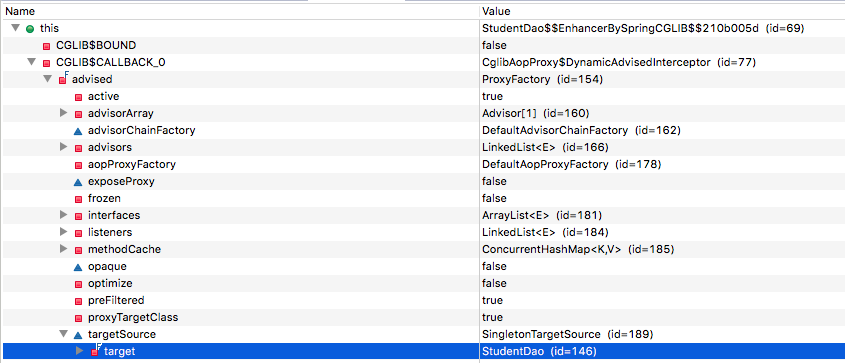 Name Value
this StudentDao$$EnhancerBySpringCGLIB$$210b005d (id=69)
CGLIB$BOUND false
CGLIB$CALLBACK_0 CglibAopProxy$DynamicAdvisedInterceptor (id=77)
F advised ProxyFactory (id=154)
active true
advisorArray Advisor[1] (id=160)
advisorChainFactory DefaultAdvisorChainFactory (id=162)
advisors LinkedList<E> (id=166)
aopProxyFactory DefaultAopProxyFactory (id=178)
exposeProxy false
frozen false
interfaces ArrayList<E> (id=181)
listeners LinkedList<E> (id=184)
methodCache ConcurrentHashMap<K,V> (id=185)
opaque false
optimize false
preFiltered true
proxyTargetClass true
targetSource SingletonTargetSource (id=189)
F target StudentDao (id=146)